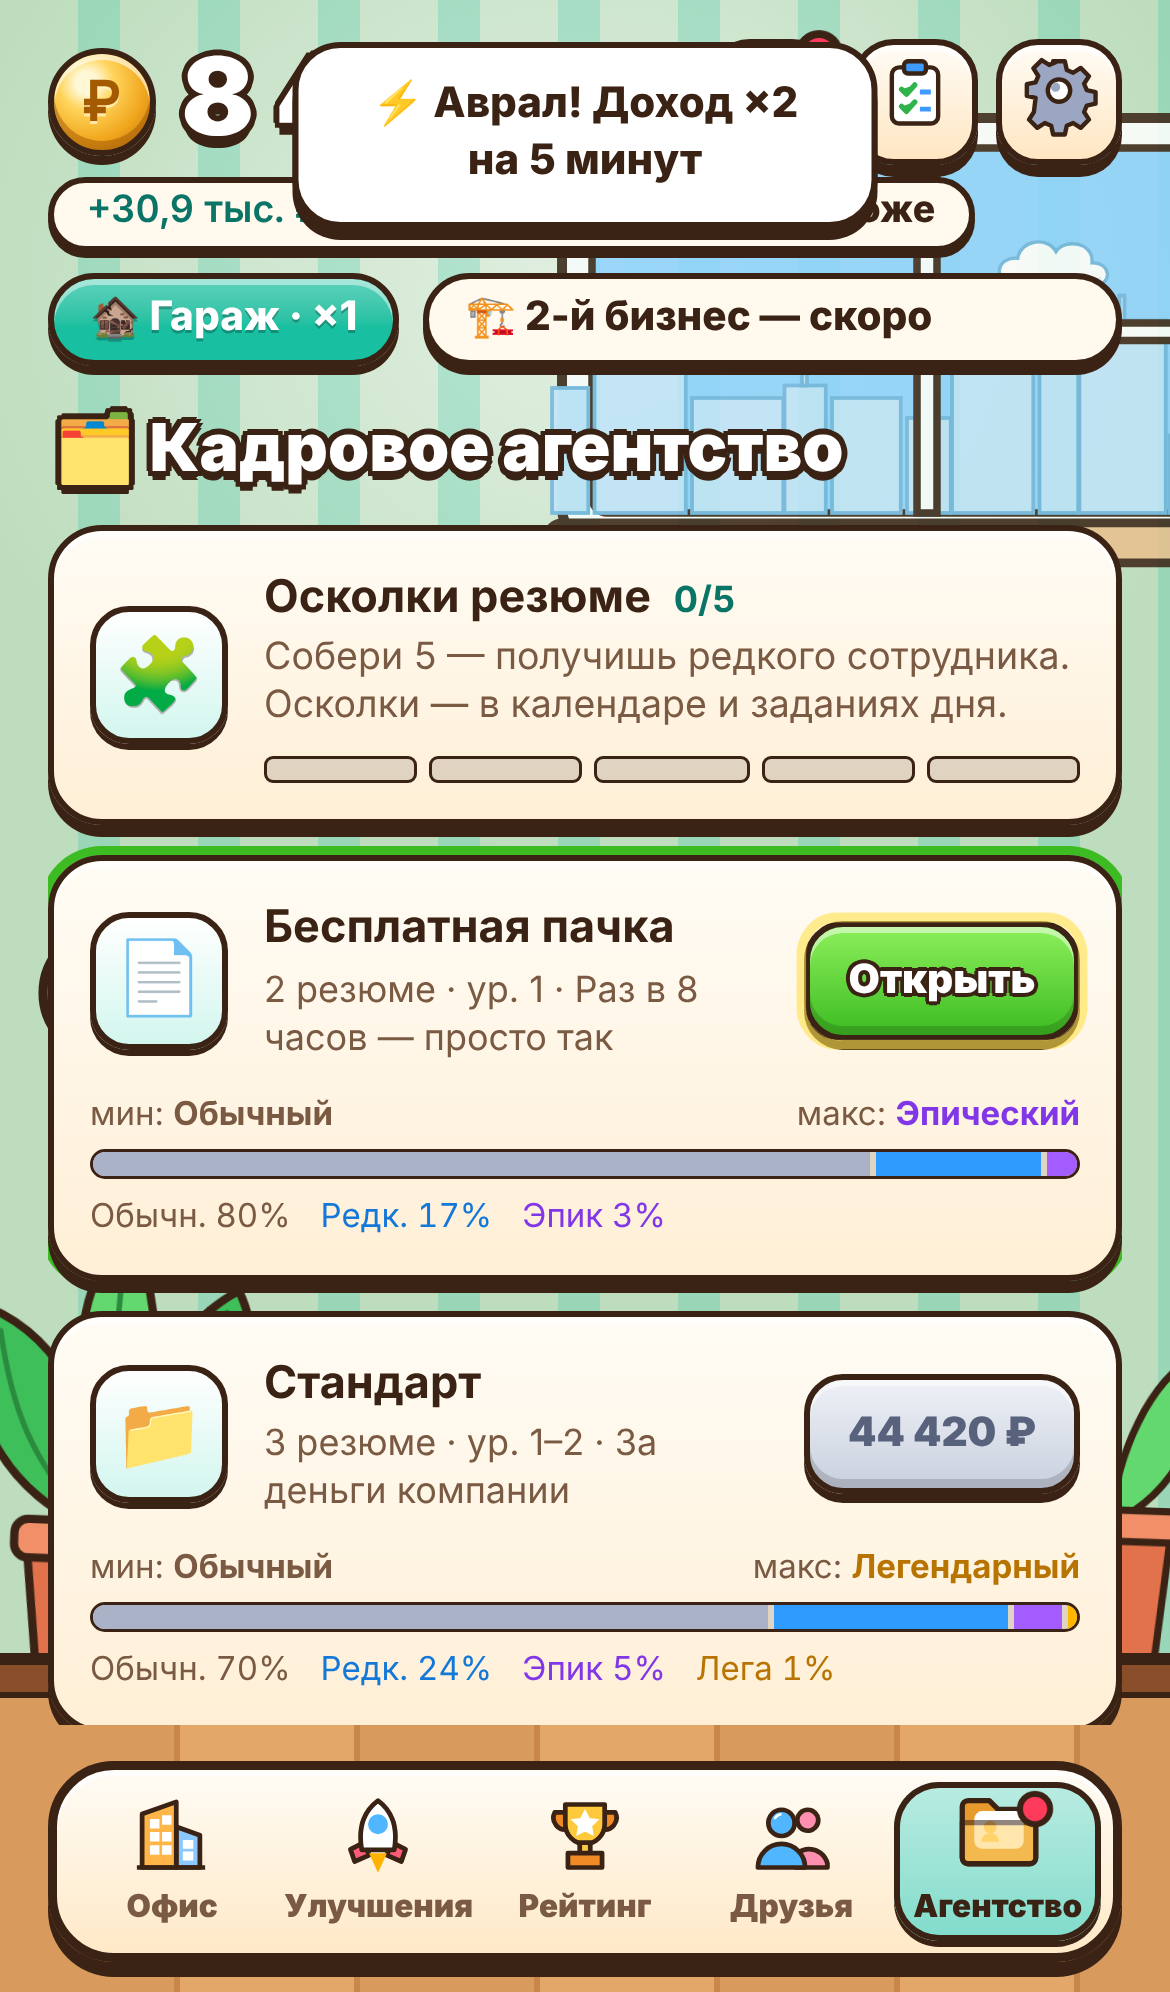 ₽ 8
⚡ Аврал! Доход ×2
на 5 минут
+30,9 тыс.
🏚 Гараж · ×1
🏗 2-й бизнес — скоро
🗂 Кадровое агентство
Осколки резюме 0/5
Собери 5 — получишь редкого сотрудника.
Осколки — в календаре и заданиях дня.
Бесплатная пачка
2 резюме · ур. 1 · Раз в 8
часов — просто так
Открыть
мин: Обычный макс: Эпический
Обычн. 80% Редк. 17% Эпик 3%
Стандарт
3 резюме · ур. 1–2 · За
деньги компании
44 420 ₽
мин: Обычный макс: Легендарный
Обычн. 70% Редк. 24% Эпик 5% Лега 1%
Офис Улучшения Рейтинг Друзья Агентство